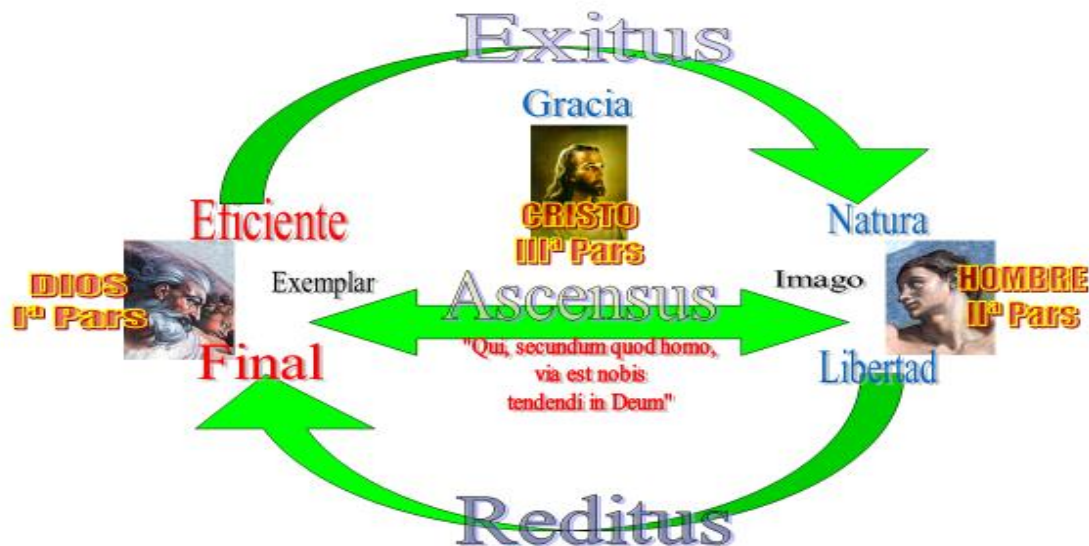 Exitus
Gracia
CRISTO
IIIª Pars
Eficiente
Natura
DIOS
Iª Pars
Exemplar
Imago
HOMBRE
IIª Pars
Ascensus
"Qui, secundum quod homo,
via est nobis
tendendi in Deum"
Final
Libertad
Reditus